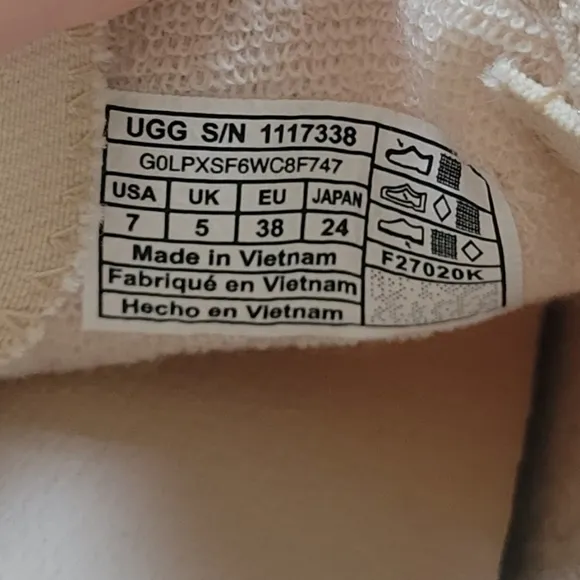 UGG S/N 1117338
G0LPXSF6WC8F747
USA UK EU JAPAN
7 5 38 24
Made in Vietnam
Fabriqué en Vietnam
Hecho en Vietnam
F27020K